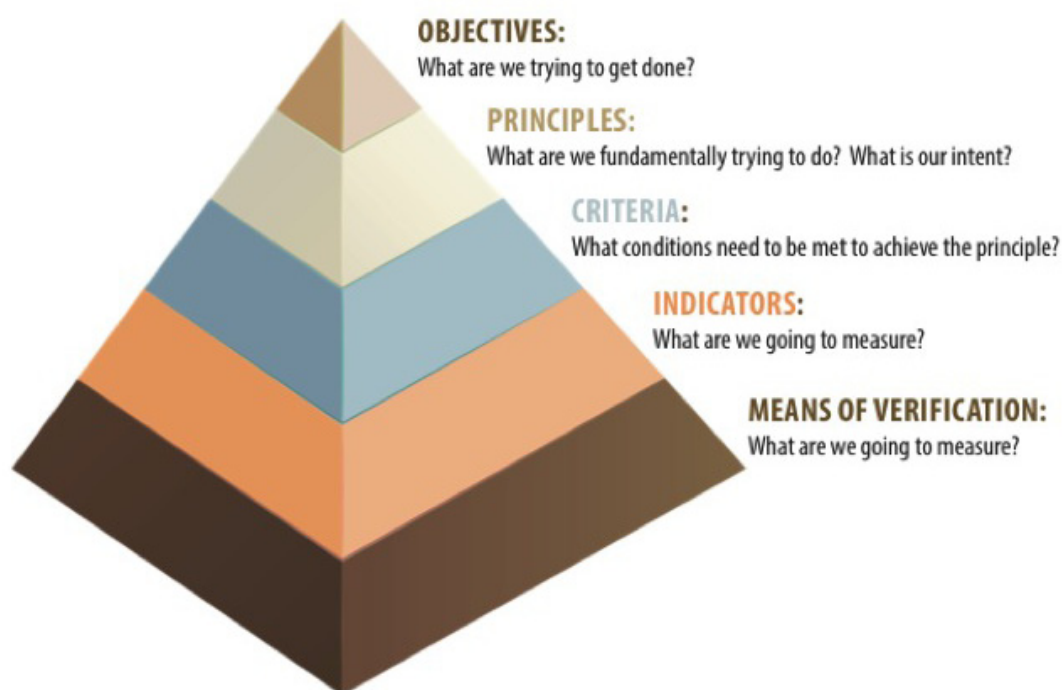 OBJECTIVES:
What are we trying to get done?
PRINCIPLES:
What are we fundamentally trying to do? What is our intent?
CRITERIA:
What conditions need to be met to achieve the principle?
INDICATORS:
What are we going to measure?
MEANS OF VERIFICATION:
What are we going to measure?